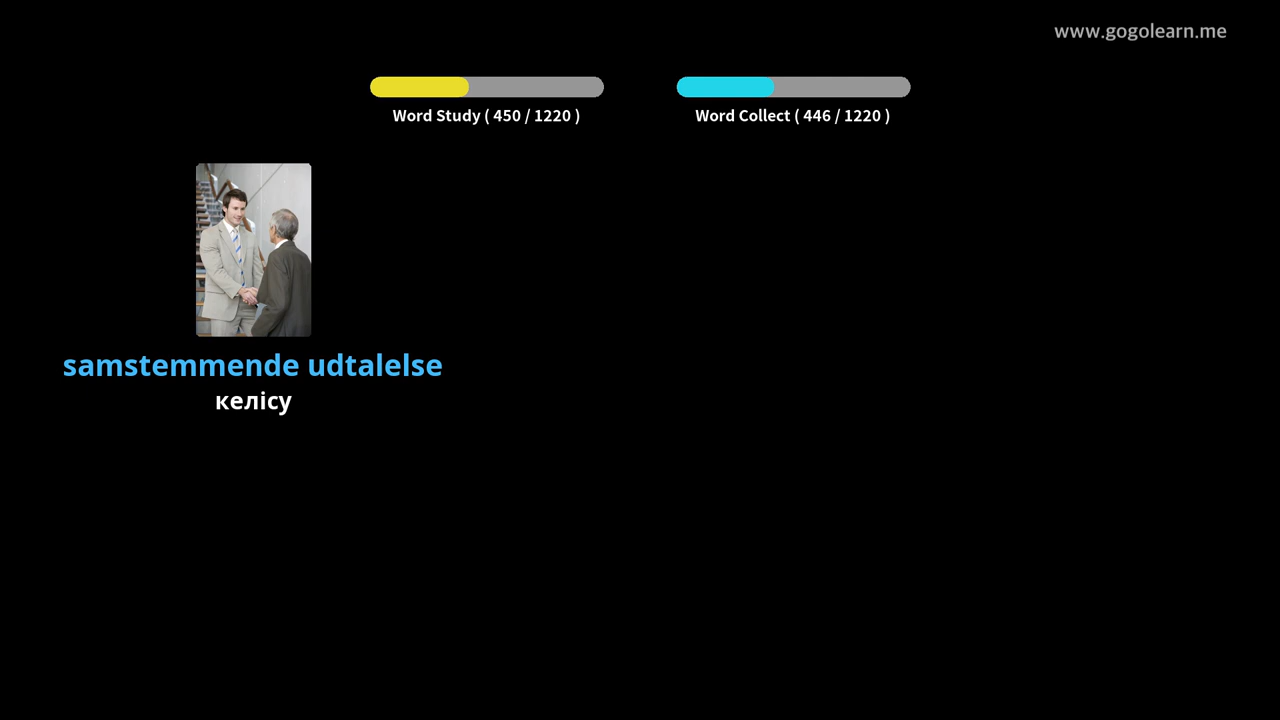 www.gogolearn.me
Word Study ( 450 / 1220 )
Word Collect ( 446 / 1220 )
samstemmende udtalelse
келісу